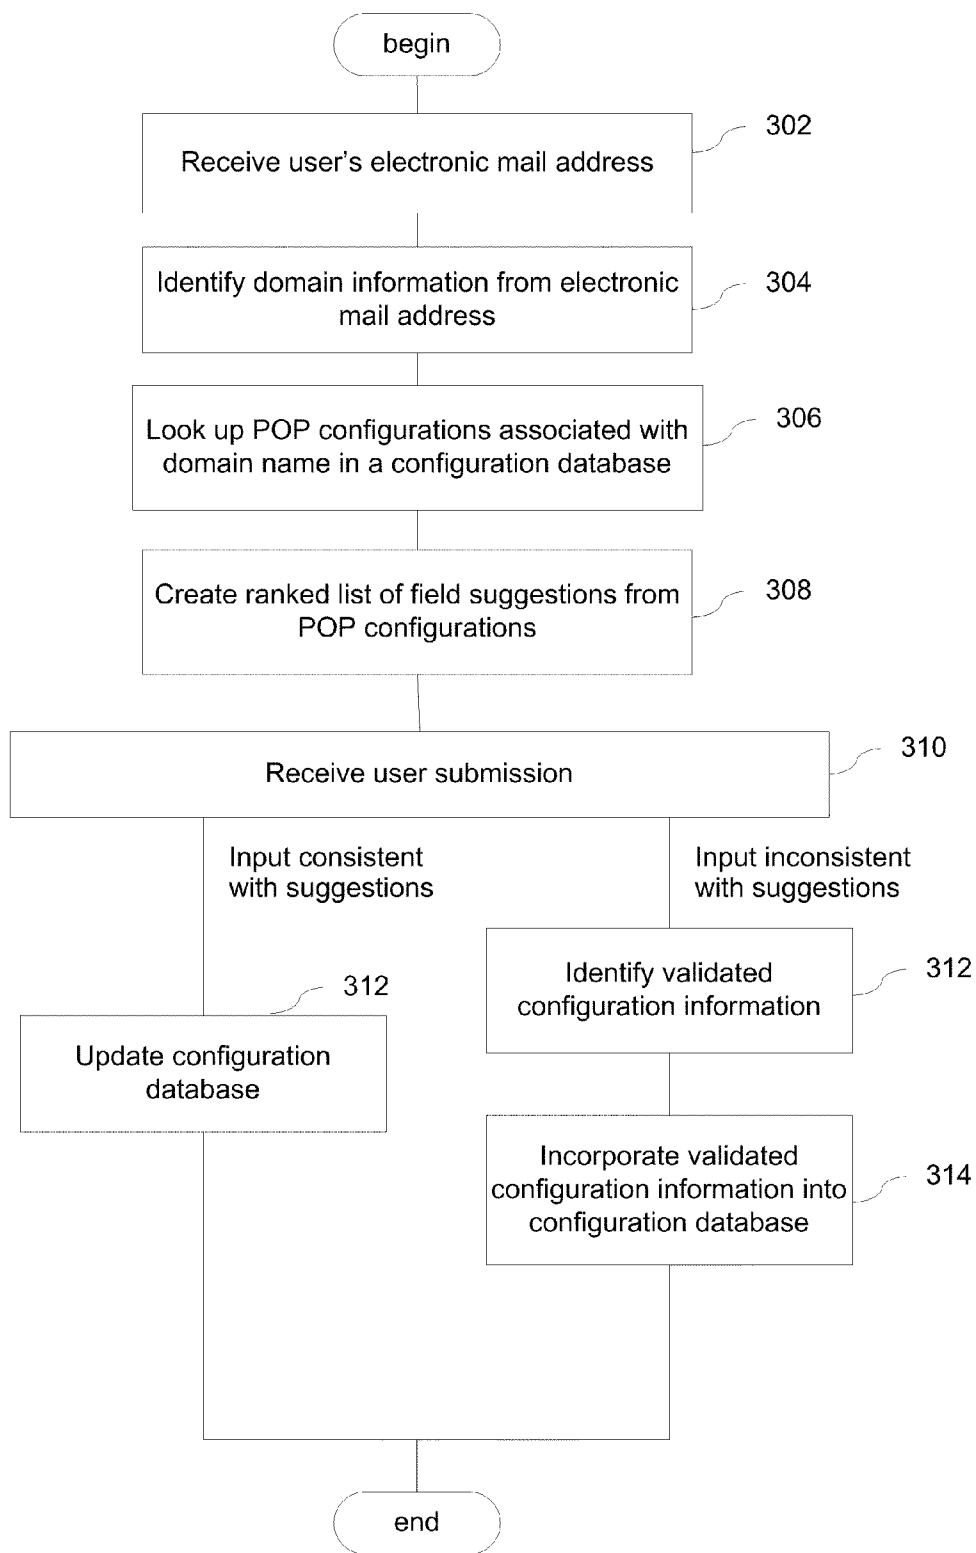 begin
302
Receive user's electronic mail address
Identify domain information from electronic
mail address
304
Look up POP configurations associated with
domain name in a configuration database
306
Create ranked list of field suggestions from
POP configurations
308
Receive user submission
310
Input consistent
with suggestions
Input inconsistent
with suggestions
Identify validated
configuration information
312
312
Update configuration
database
Incorporate validated
configuration information into
configuration database
314
end